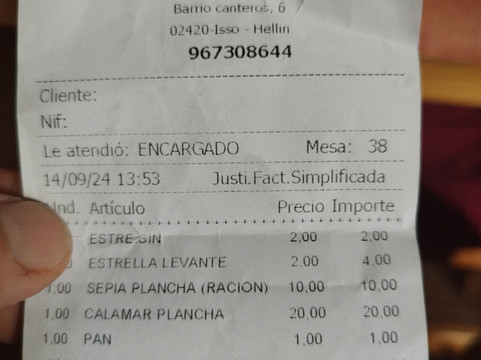 Barrio canteros, 6
02420-Isso - Hellin
967308644
Cliente:
Nif:
Le atendió: ENCARGADO Mesa: 38
14/09/24 13:53 Justi.Fact.Simplificada
Und. Artículo Precio Importe
ESTRE SIN 2,00 2,00
ESTRELLA LEVANTE 2,00 4,00
1,00 SEPIA PLANCHA (RACION) 10,00 10,00
1,00 CALAMAR PLANCHA 20,00 20,00
1,00 PAN 1,00 1,00